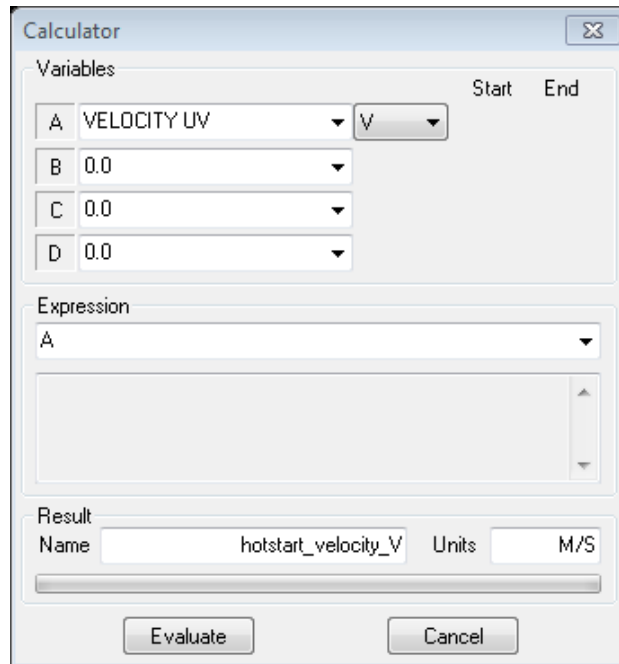 Calculator
Variables
Start End
A VELOCITY UV V
B 0.0
C 0.0
D 0.0
Expression
A
Result
Name hotstart_velocity_V Units M/S
Evaluate Cancel